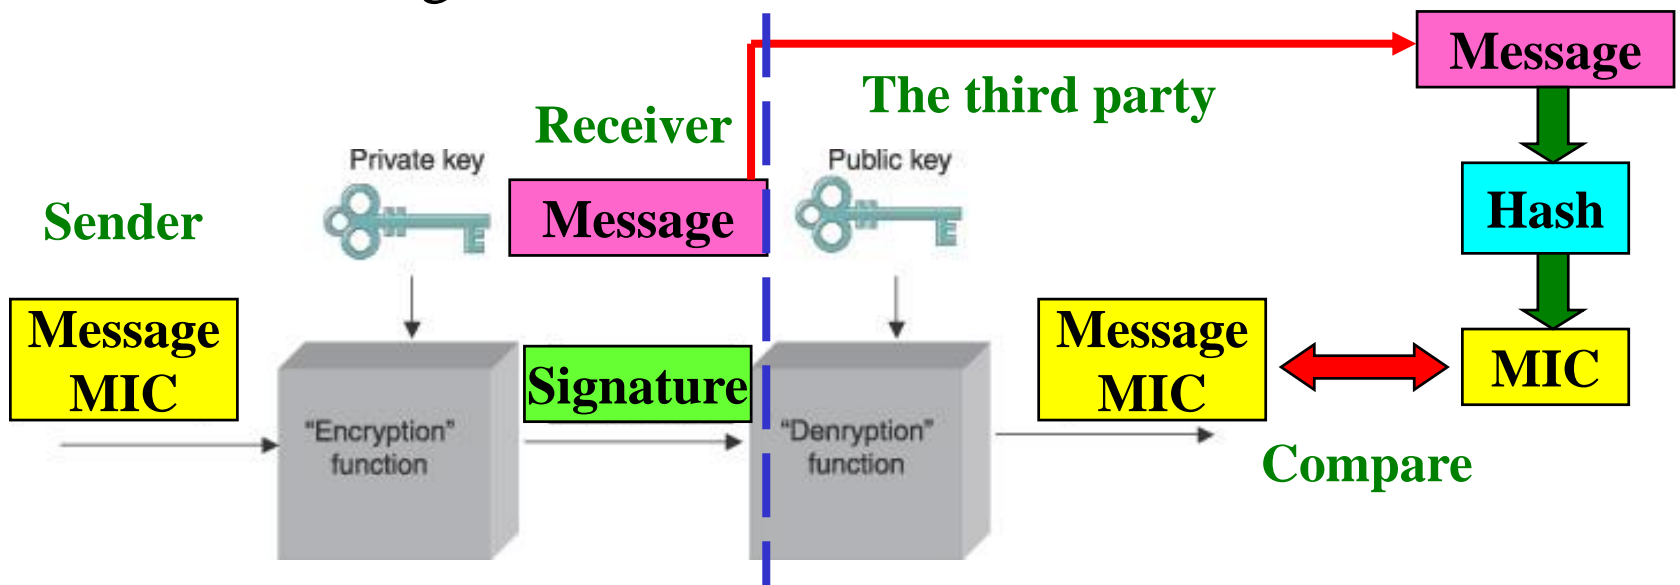 Message
The third party
Receiver
Private key
Public key
Message
Hash
Sender
Message
MIC
Signature
Message
MIC
MIC
"Encryption"
function
"Denryption"
function
Compare